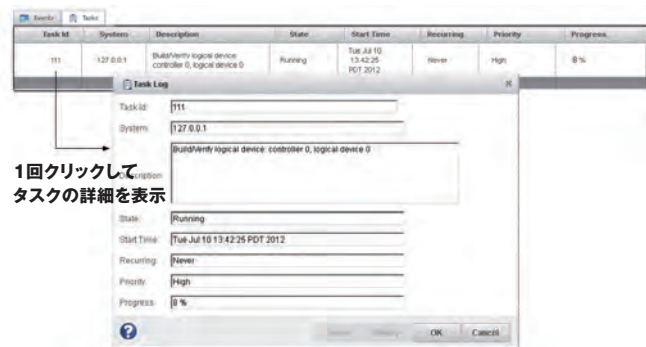 Events Tasks
Task Id System Description State Start Time Recurring Priority Progress
111 127.0.0.1 Build/Verify logical device: controller 0, logical device 0 Running Tue Jul 10 13:42:25 PDT 2012 Never High 8 %
Task Log
Task Id: 111
System: 127.0.0.1
Build/Verify logical device: controller 0, logical device 0
Description:
1回クリックして
タスクの詳細を表示
State: Running
Start Time: Tue Jul 10 13:42:25 PDT 2012
Recurring: Never
Priority: High
Progress: 8 %
OK Cancel